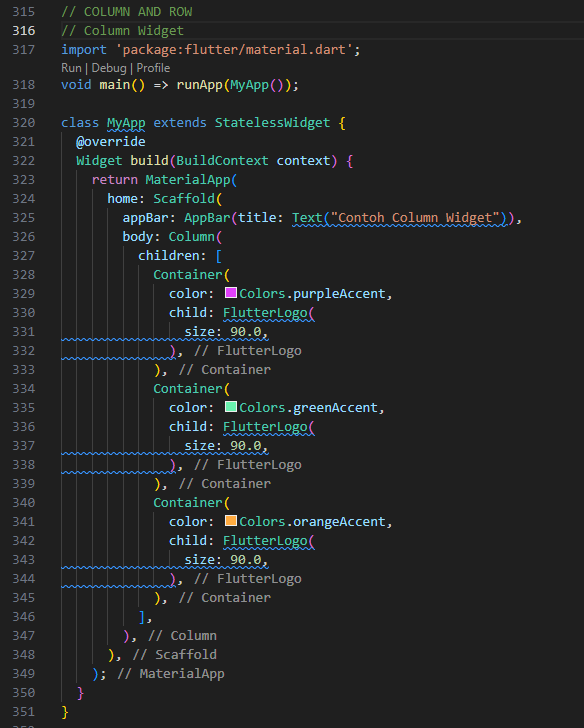 315 // COLUMN AND ROW
316 // Column Widget
317 import 'package:flutter/material.dart';
Run | Debug | Profile
318 void main() => runApp(MyApp());
319
320 class MyApp extends StatelessWidget {
321   @override
322   Widget build(BuildContext context) {
323     return MaterialApp(
324       home: Scaffold(
325         appBar: AppBar(title: Text("Contoh Column Widget")),
326         body: Column(
327           children: [
328             Container(
329               color: Colors.purpleAccent,
330               child: FlutterLogo(
331                 size: 90.0,
332               ), // FlutterLogo
333             ), // Container
334             Container(
335               color: Colors.greenAccent,
336               child: FlutterLogo(
337                 size: 90.0,
338               ), // FlutterLogo
339             ), // Container
340             Container(
341               color: Colors.orangeAccent,
342               child: FlutterLogo(
343                 size: 90.0,
344               ), // FlutterLogo
345             ), // Container
346           ],
347         ), // Column
348       ), // Scaffold
349     ); // MaterialApp
350   }
351 }